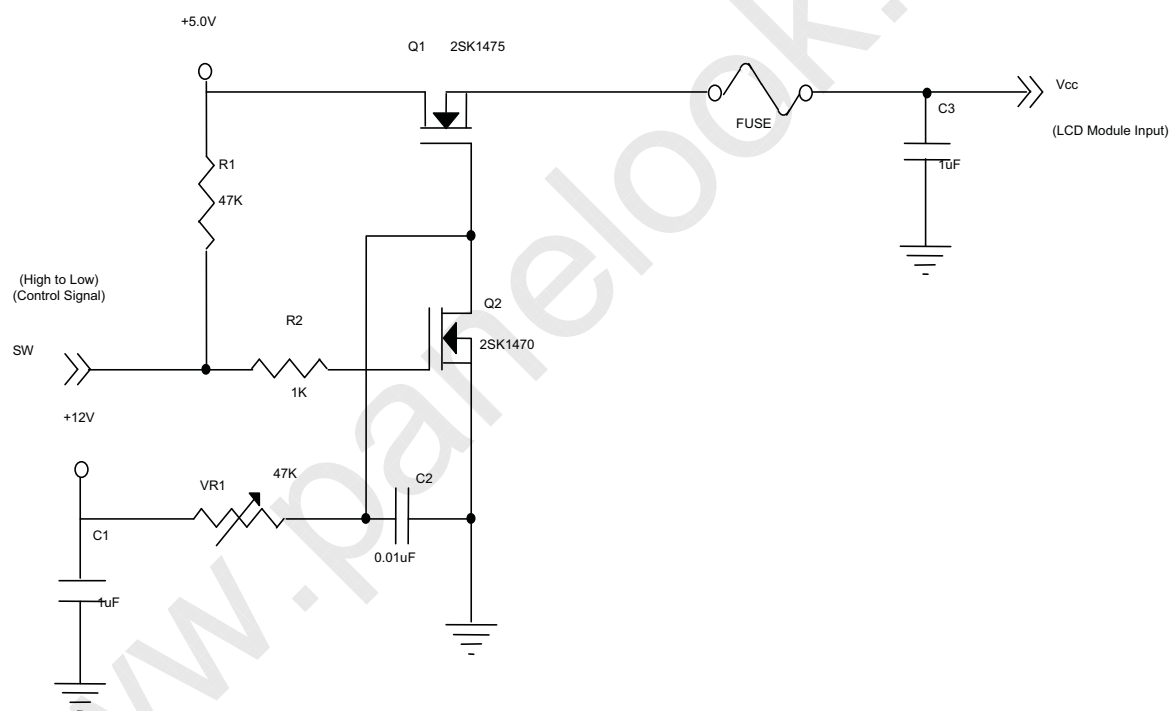 +5.0V
Q1 2SK1475
Vcc
FUSE
C3
(LCD Module Input)
1uF
R1
47K
(High to Low)
(Control Signal)
R2
Q2
2SK1470
SW
1K
+12V
VR1
47K
C2
C1
0.01uF
1uF
www.panelook.